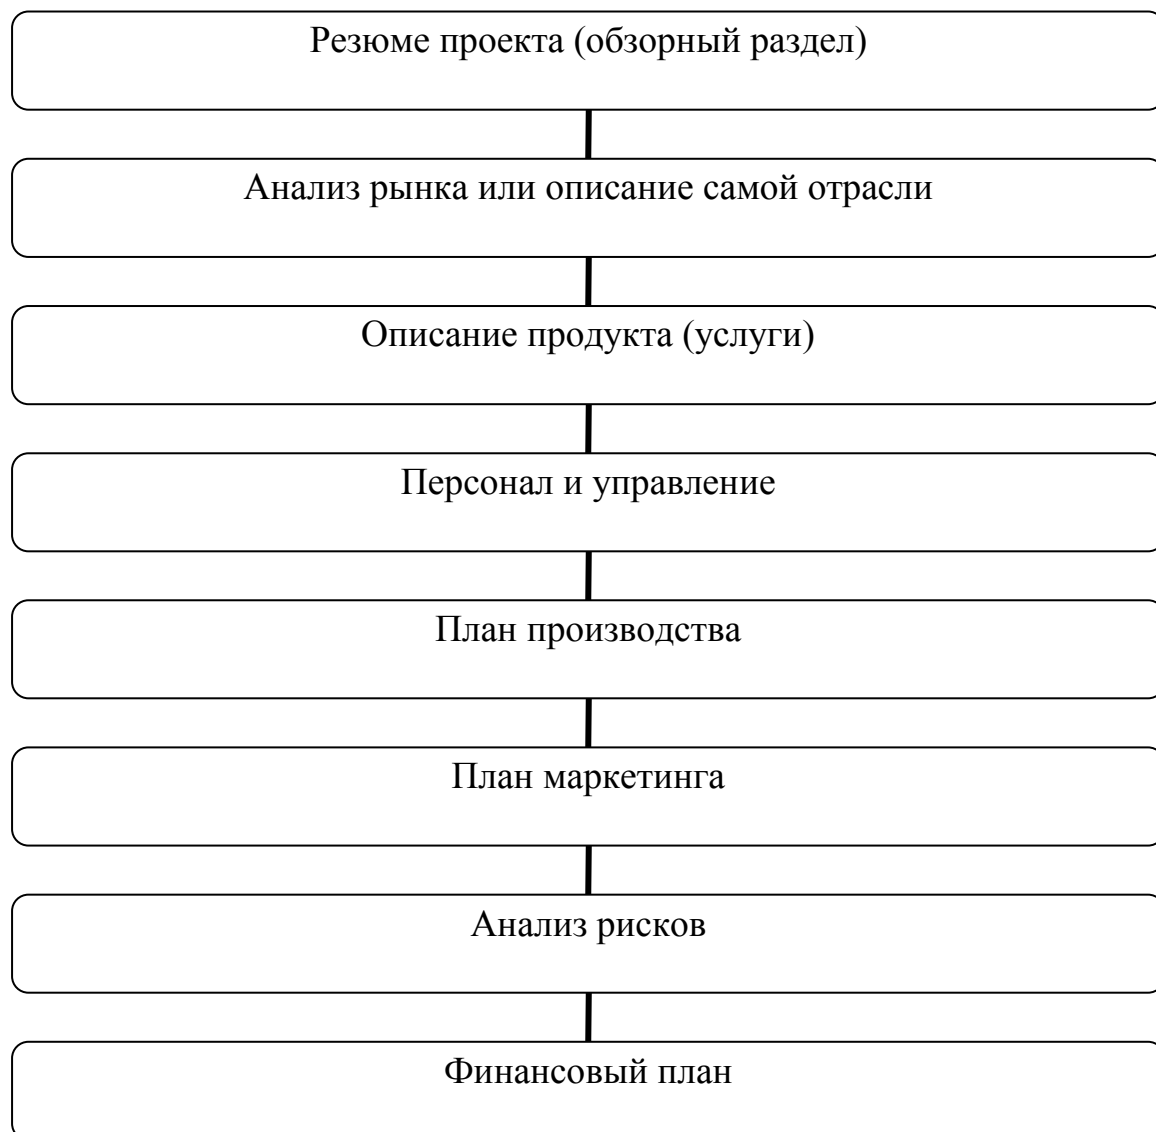 Резюме проекта (обзорный раздел)
Анализ рынка или описание самой отрасли
Описание продукта (услуги)
Персонал и управление
План производства
План маркетинга
Анализ рисков
Финансовый план